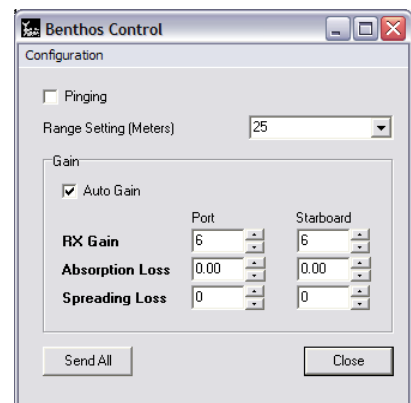 Benthos Control
Configuration
Pinging
Range Setting (Meters) 25
Gain
Auto Gain
Port Starboard
RX Gain 6 6
Absorption Loss 0.00 0.00
Spreading Loss 0 0
Send All Close